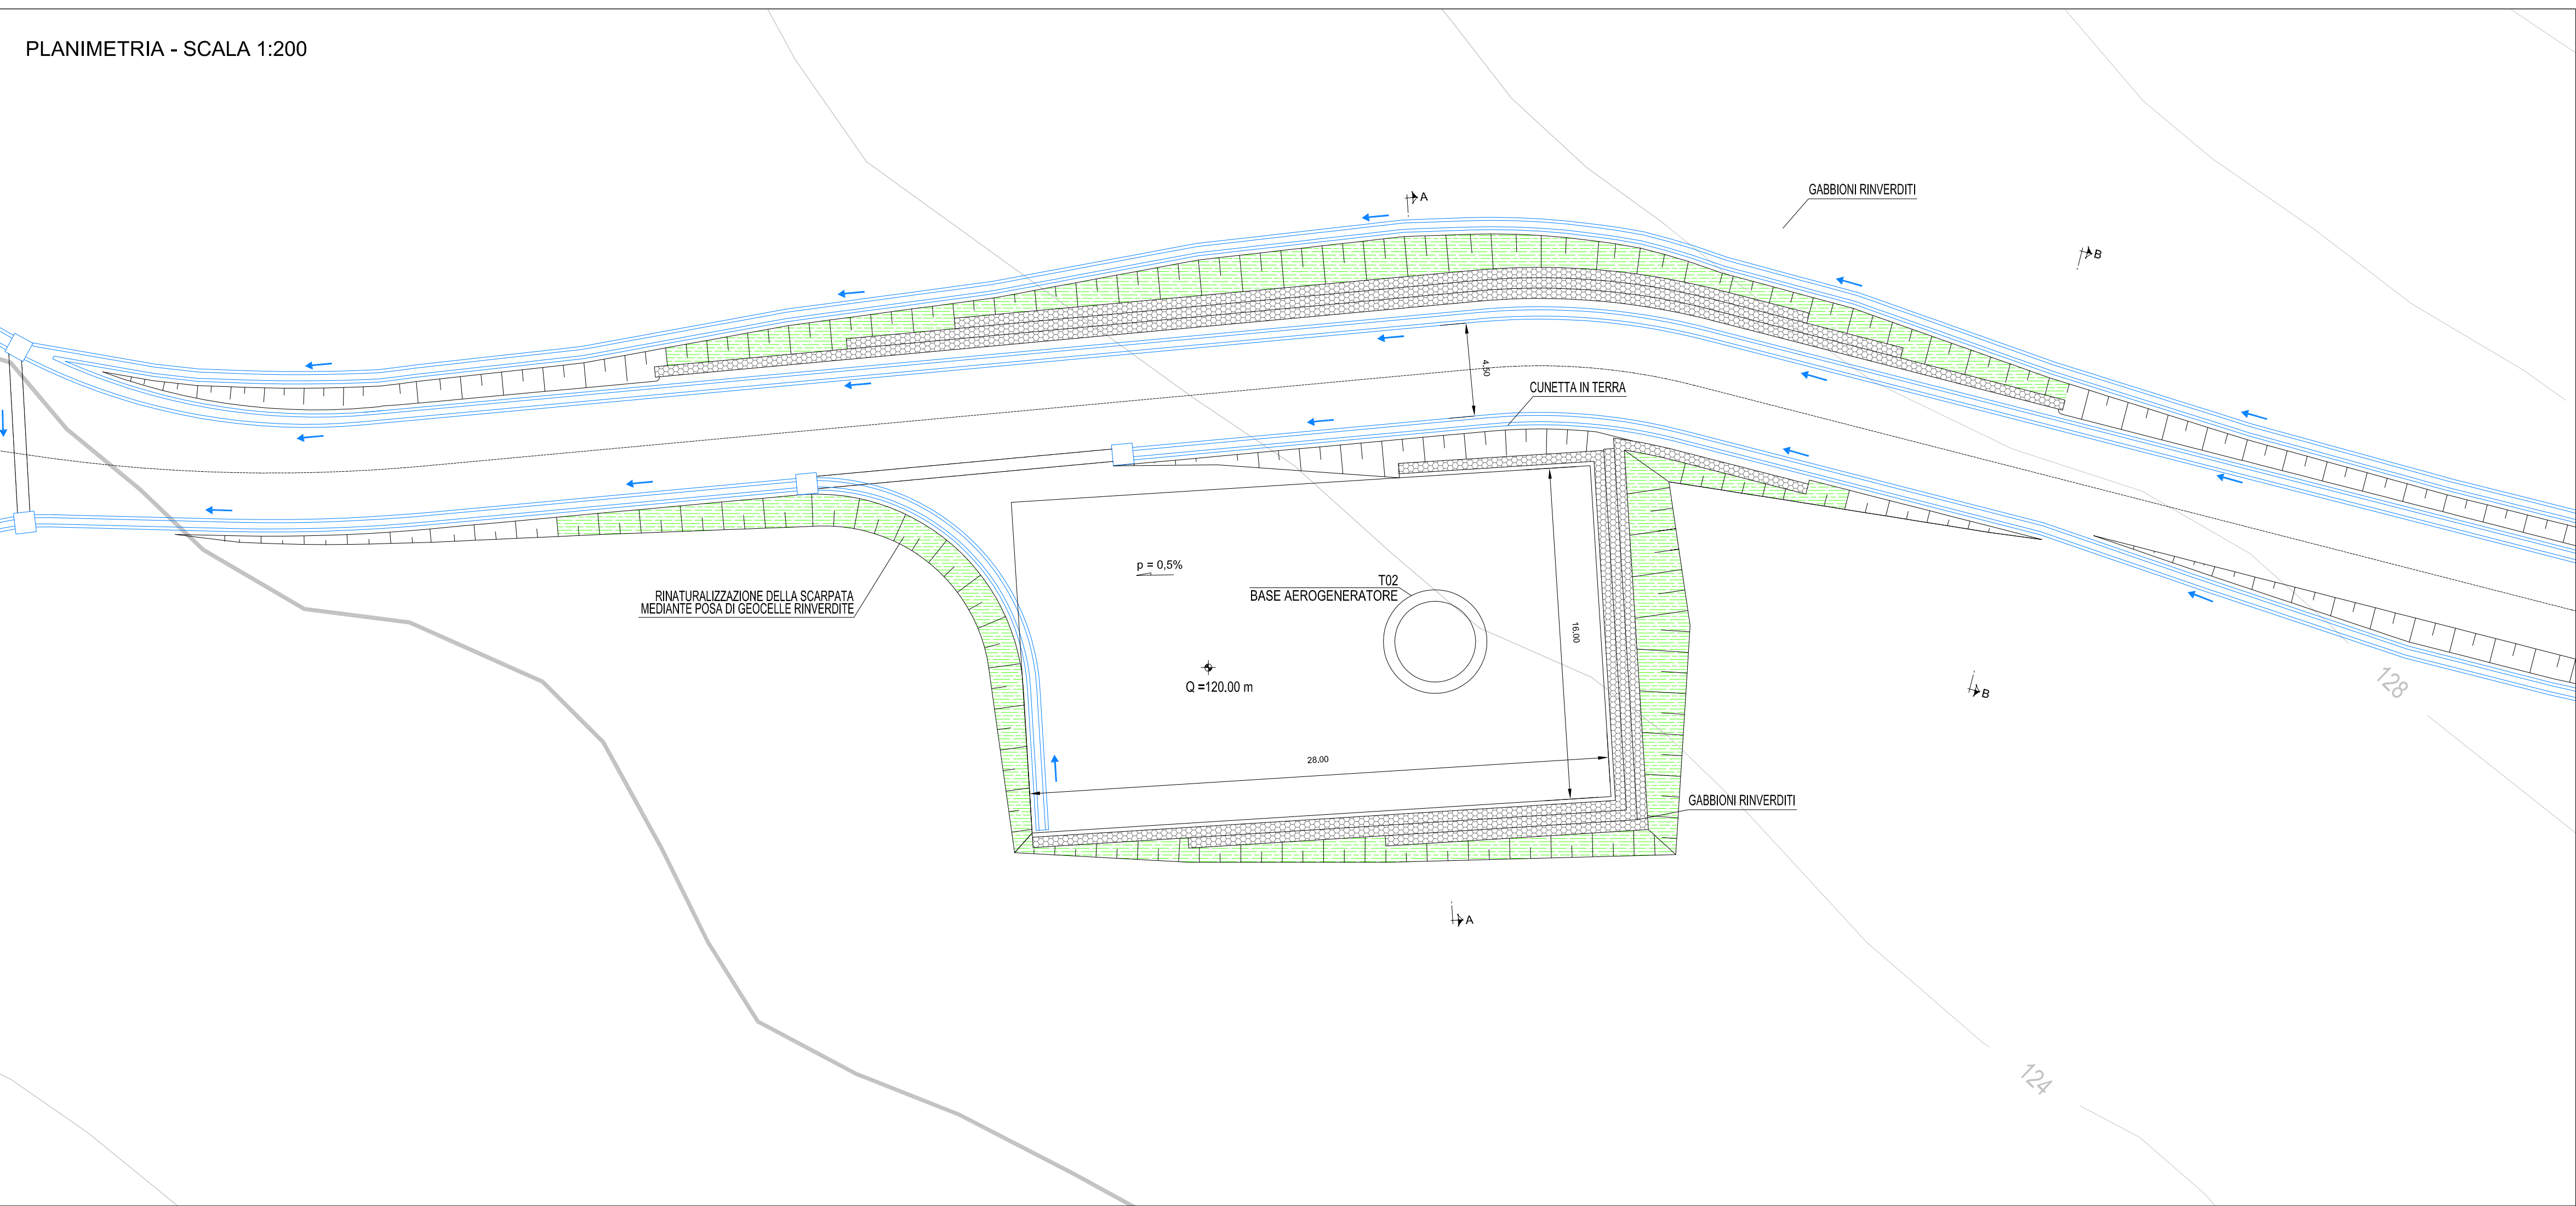 PLANIMETRIA - SCALA 1:200
A
GABBIONI RINVERDITI
B
4.50
CUNETTA IN TERRA
p = 0,5%
T02
BASE AEROGENERATORE
RINATURALIZZAZIONE DELLA SCARPATA
MEDIANTE POSA DI GEOCELLE RINVERDITE
16.00
Q =120.00 m
B
128
28.00
GABBIONI RINVERDITI
A
124